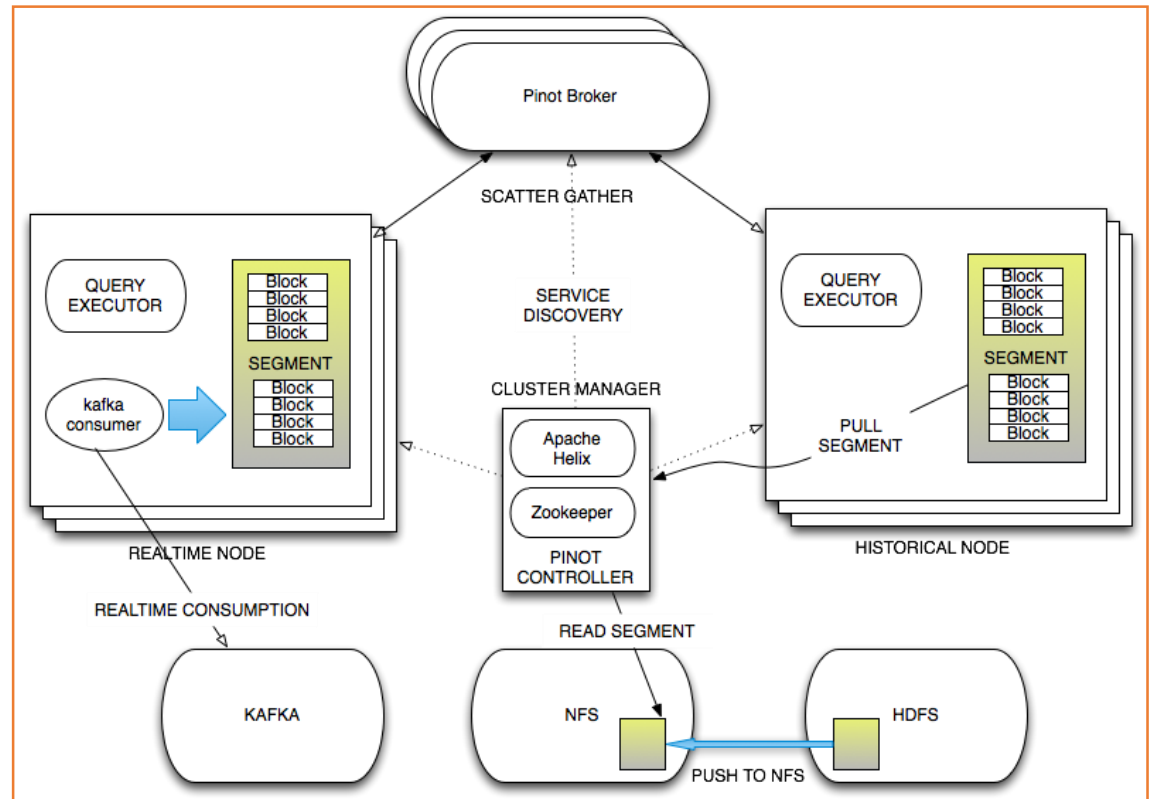 Pinot Broker
SCATTER GATHER
QUERY
EXECUTOR
Block
Block
Block
Block
SEGMENT
Block
Block
Block
Block
kafka
consumer
REALTIME NODE
SERVICE
DISCOVERY
CLUSTER MANAGER
Apache
Helix
Zookeeper
PINOT
CONTROLLER
QUERY
EXECUTOR
Block
Block
Block
Block
SEGMENT
Block
Block
Block
Block
PULL
SEGMENT
HISTORICAL NODE
REALTIME CONSUMPTION
READ SEGMENT
KAFKA
NFS
HDFS
PUSH TO NFS